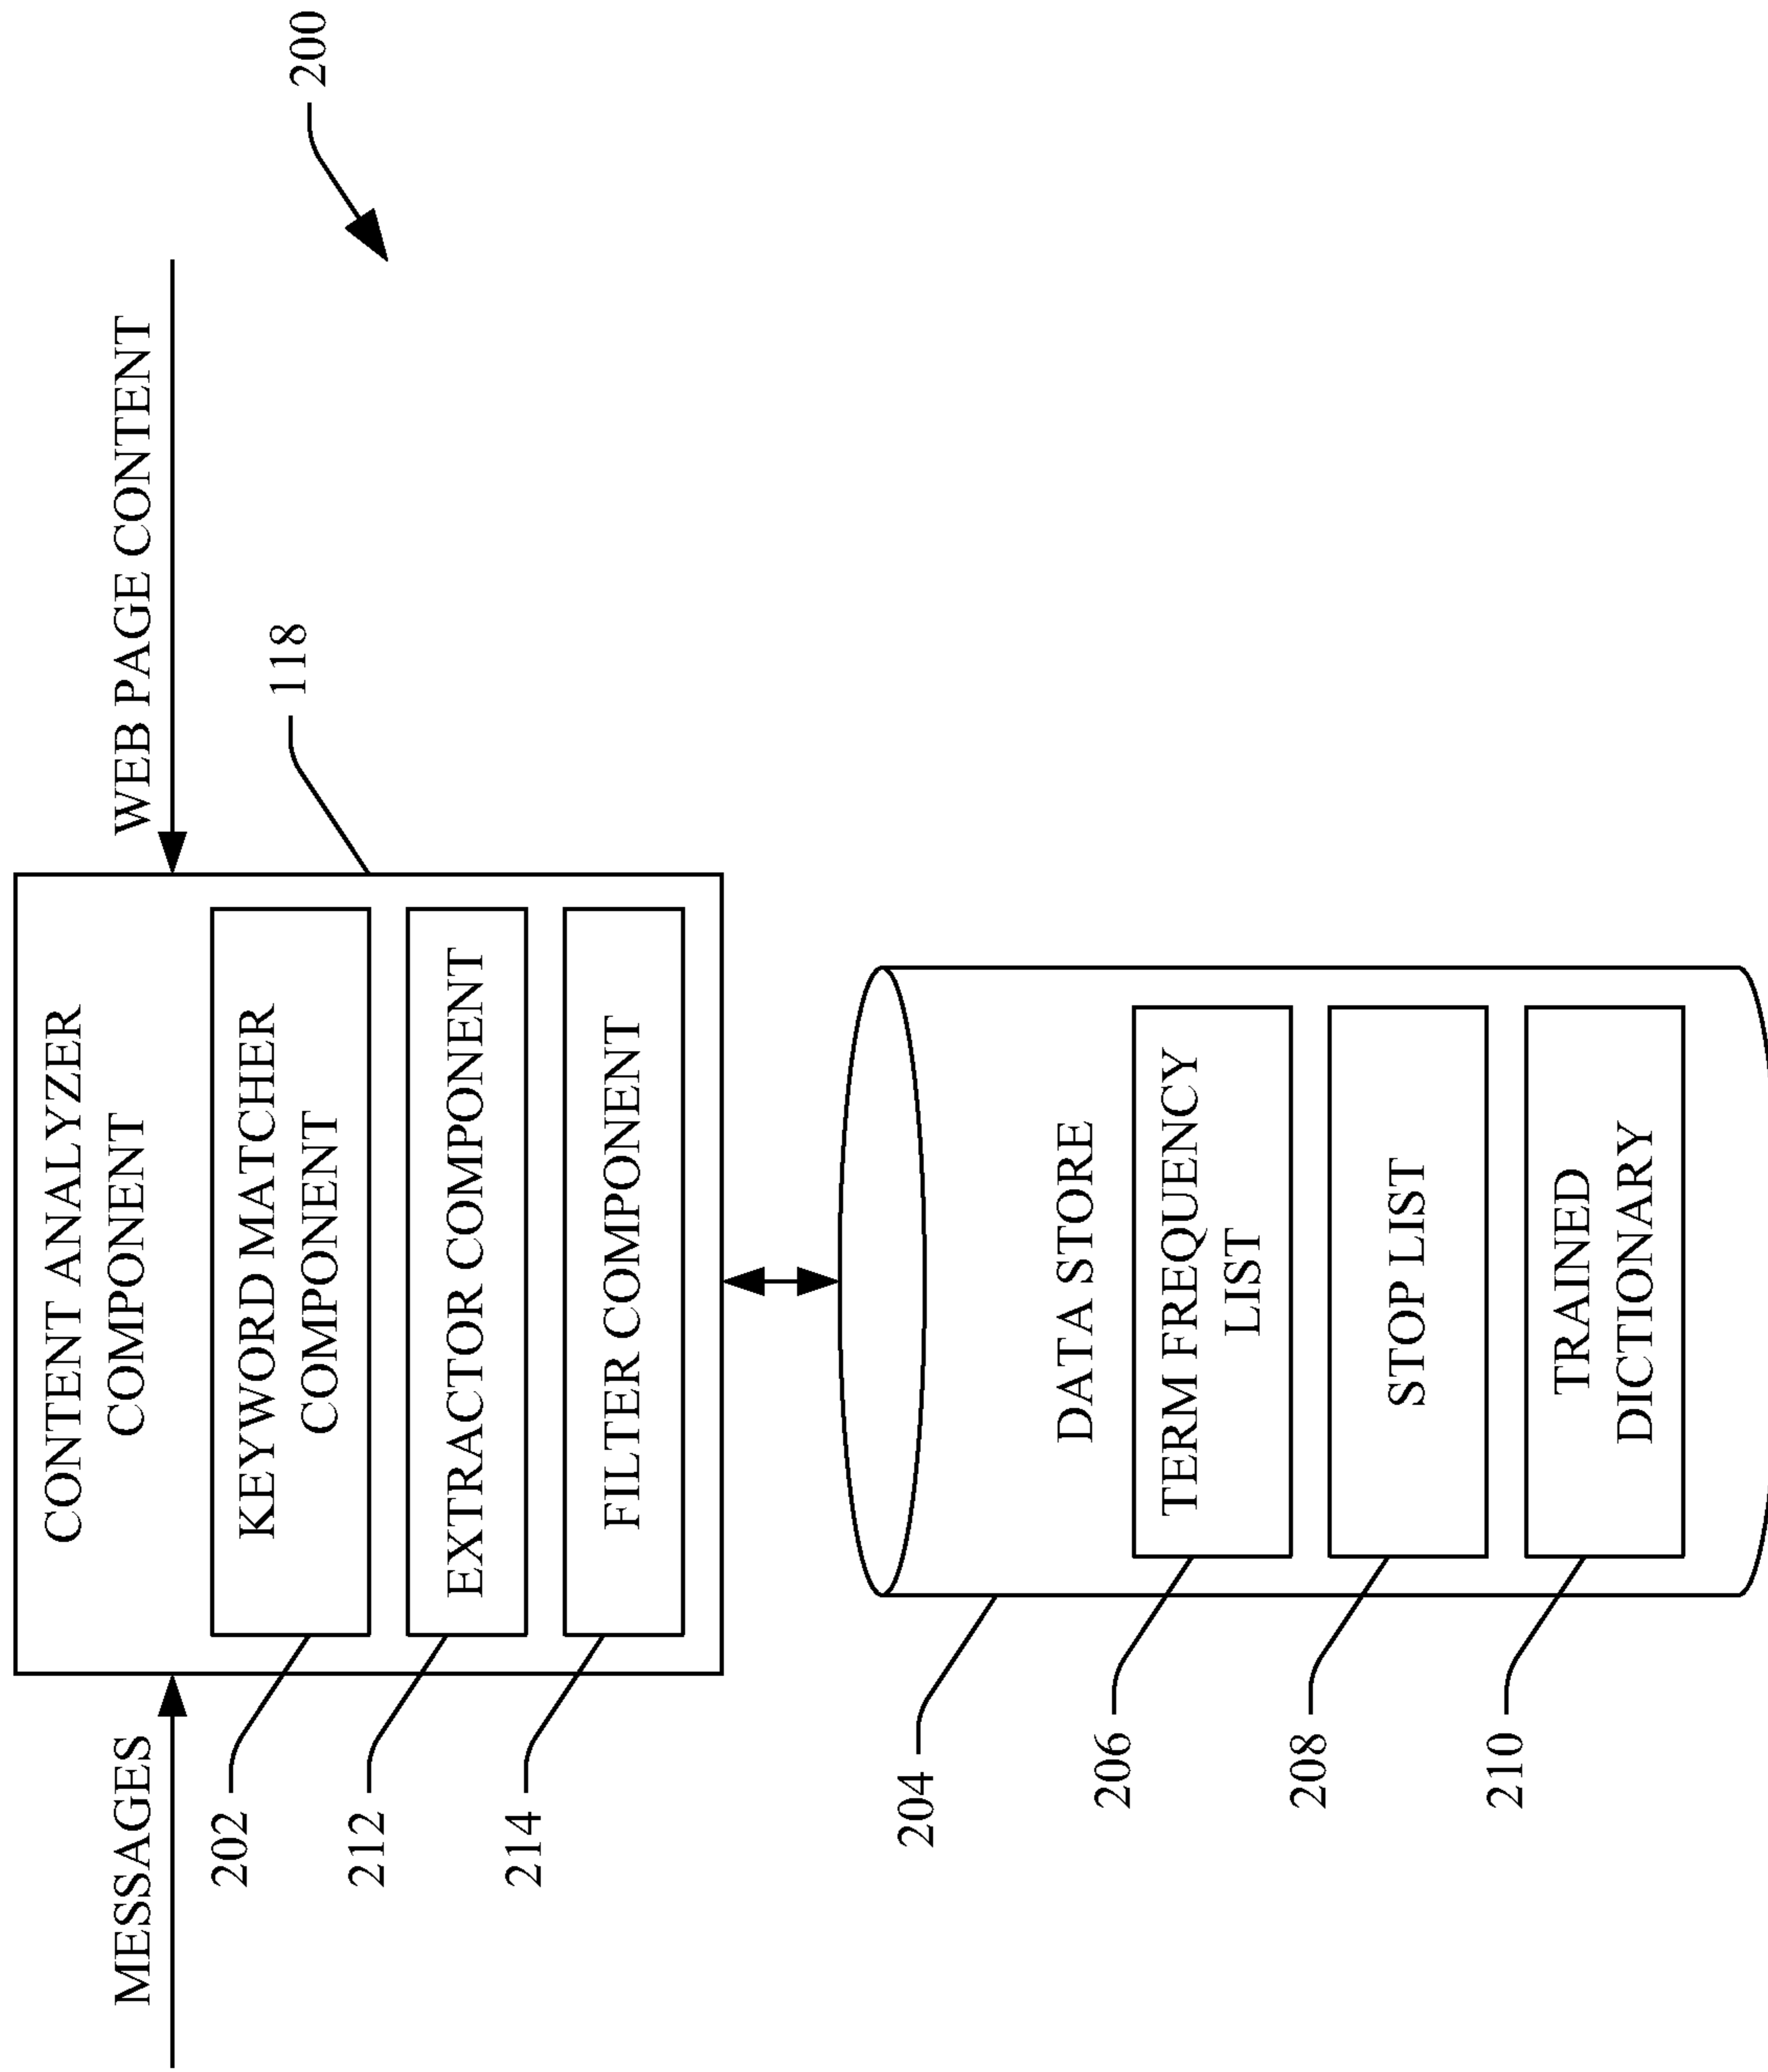 MESSAGES
WEB PAGE CONTENT
200
118
CONTENT ANALYZER
COMPONENT
202
KEYWORD MATCHER
COMPONENT
212
EXTRACTOR COMPONENT
214
FILTER COMPONENT
204
DATA STORE
206
TERM FREQUENCY
LIST
208
STOP LIST
210
TRAINED
DICTIONARY